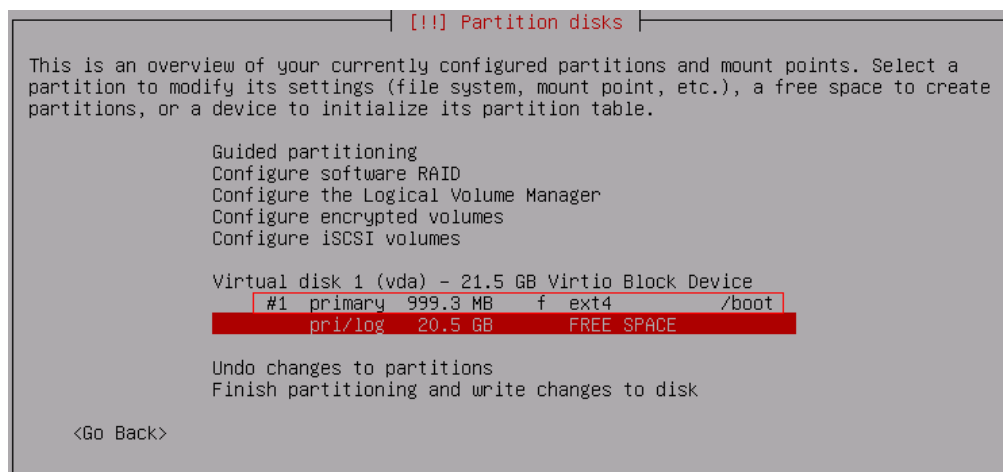 [!!] Partition disks
This is an overview of your currently configured partitions and mount points. Select a
partition to modify its settings (file system, mount point, etc.), a free space to create
partitions, or a device to initialize its partition table.
Guided partitioning
Configure software RAID
Configure the Logical Volume Manager
Configure encrypted volumes
Configure iSCSI volumes
Virtual disk 1 (vda) – 21.5 GB Virtio Block Device
#1 primary 999.3 MB f ext4 /boot
pri/log 20.5 GB FREE SPACE
Undo changes to partitions
Finish partitioning and write changes to disk
<Go Back>